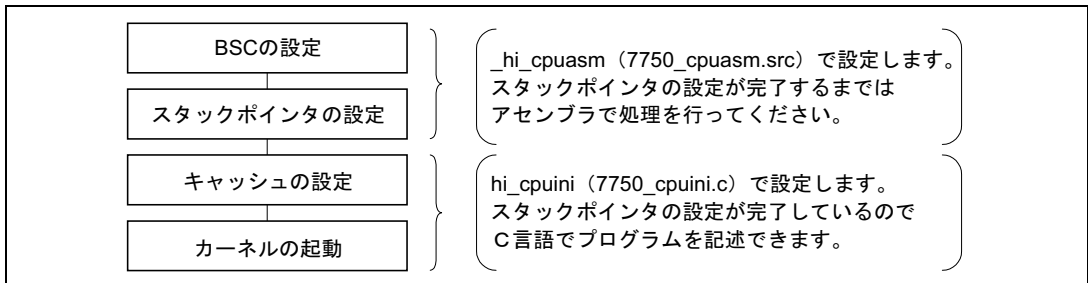 BSCの設定
スタックポインタの設定
_hi_cpuasm（7750_cpuasm.src）で設定します。
スタックポインタの設定が完了するまでは
アセンブラで処理を行ってください。
キャッシュの設定
カーネルの起動
hi_cpuini（7750_cpuini.c）で設定します。
スタックポインタの設定が完了しているので
Ｃ言語でプログラムを記述できます。